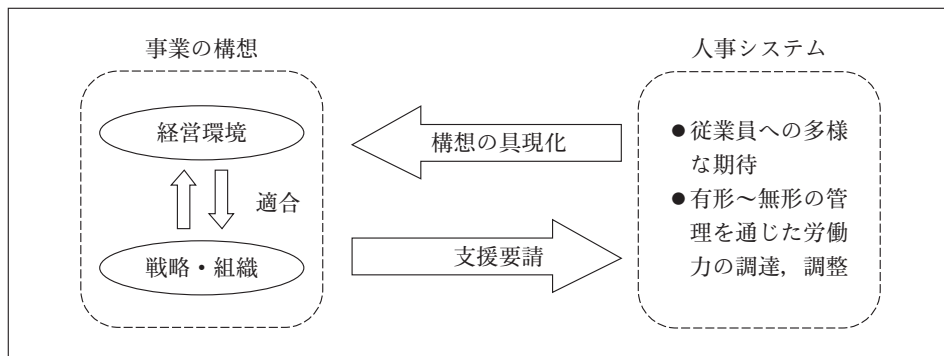 事業の構想
経営環境
適合
戦略・組織
構想の具現化
支援要請
人事システム
●従業員への多様
な期待
●有形〜無形の管
理を通じた労働
力の調達，調整